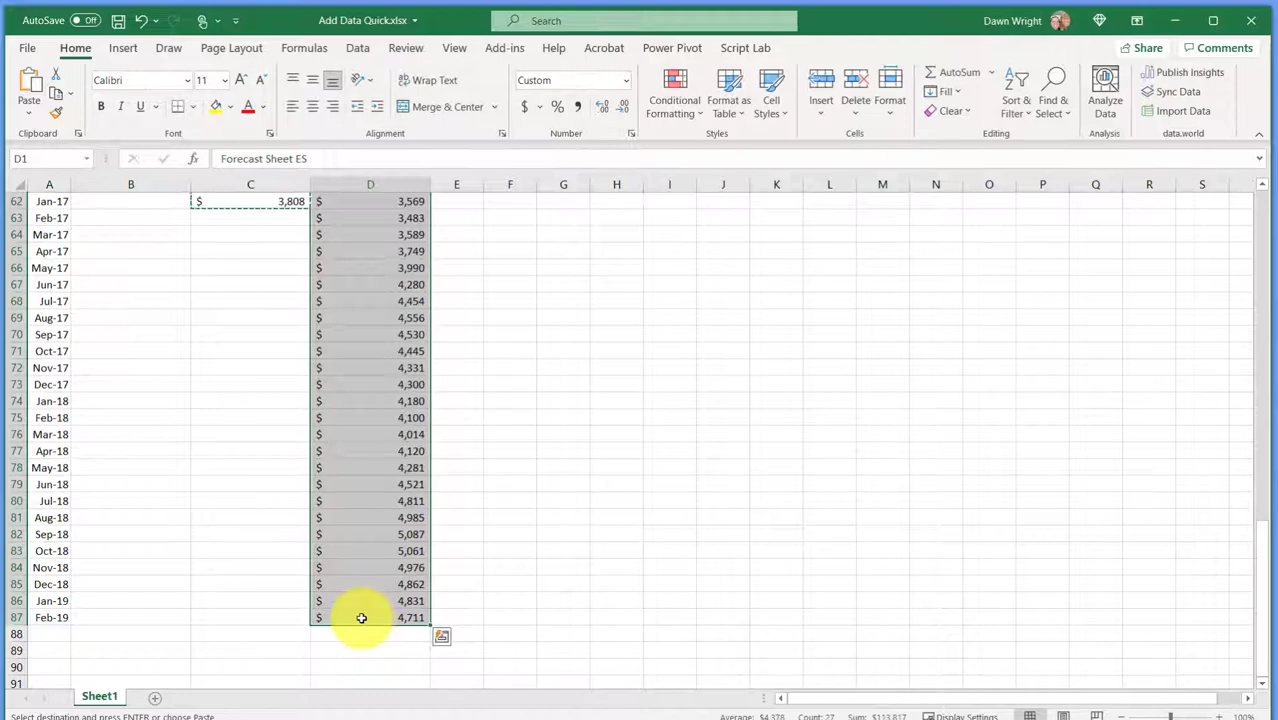 AutoSave Off Add Data Quick.xlsx Search Dawn Wright
File Home Insert Draw Page Layout Formulas Data Review View Add-ins Help Acrobat Power Pivot Script Lab Share Comments
Calibri 11 Wrap Text Custom AutoSum Publish Insights
Fill Sync Data
Paste B I U Merge & Center $ % Conditional Formatting Format as Table Cell Styles Insert Delete Format Clear Sort & Filter Find & Select Analyze Data Import Data
Clipboard Font Alignment Number Styles Cells Editing Analysis data.world
D1 fx Forecast Sheet ES
A B C D E F G H I J K L M N O P Q R S
62 Jan-17 $ 3,808 $ 3,569
63 Feb-17 $ 3,483
64 Mar-17 $ 3,589
65 Apr-17 $ 3,749
66 May-17 $ 3,990
67 Jun-17 $ 4,280
68 Jul-17 $ 4,454
69 Aug-17 $ 4,556
70 Sep-17 $ 4,530
71 Oct-17 $ 4,445
72 Nov-17 $ 4,331
73 Dec-17 $ 4,300
74 Jan-18 $ 4,180
75 Feb-18 $ 4,100
76 Mar-18 $ 4,014
77 Apr-18 $ 4,120
78 May-18 $ 4,281
79 Jun-18 $ 4,521
80 Jul-18 $ 4,811
81 Aug-18 $ 4,985
82 Sep-18 $ 5,087
83 Oct-18 $ 5,061
84 Nov-18 $ 4,976
85 Dec-18 $ 4,862
86 Jan-19 $ 4,831
87 Feb-19 $ 4,711
88
89
90
91
Sheet1
Select destination and press ENTER or choose Paste Average: $4,378 Count: 27 Sum: $113,817 Display Settings 100%